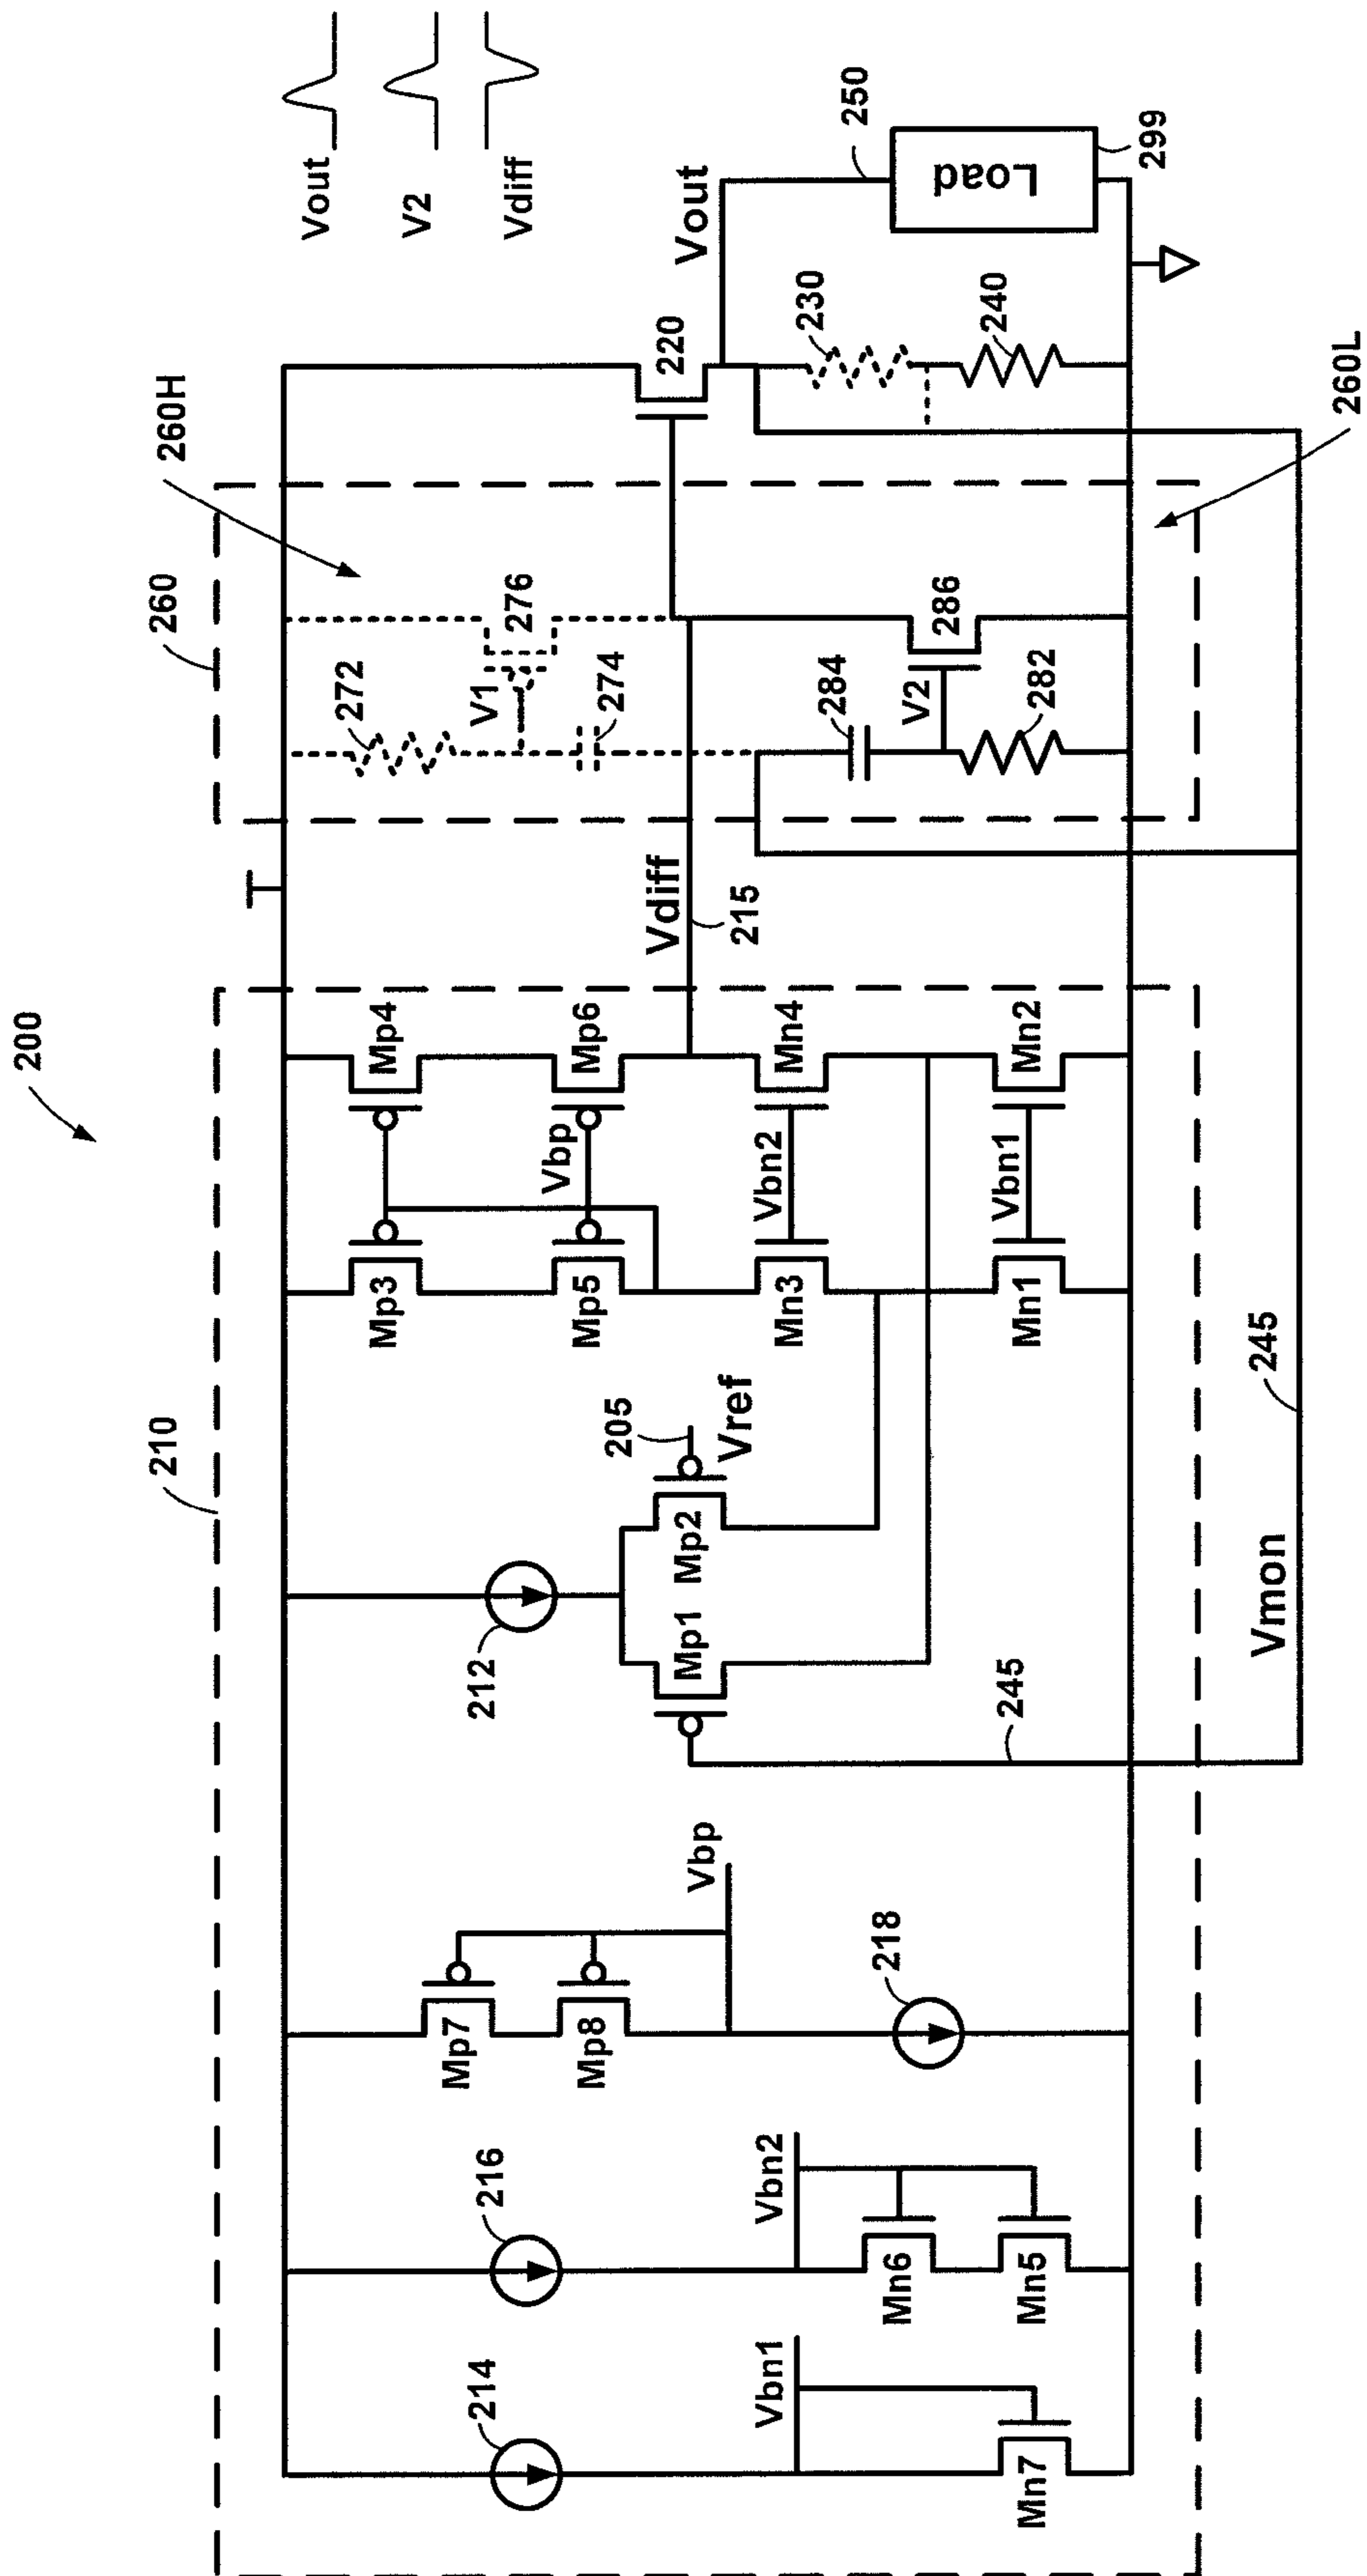 200
210
260
260H
214
216
Mp7
Mp8
Vbp
218
Vbn1
Mn7
Vbn2
Mn6
Mn5
212
Mp1
Mp2
205
Vref
245
Mp3
Mp4
Mp5
Vbp
Mp6
Mn3
Vbn2
Mn4
Mn1
Vbn1
Mn2
Vdiff
215
272
V1
276
274
284
V2
286
282
220
Vout
230
240
250
Load
299
260L
Vmon
245
Vout
V2
Vdiff